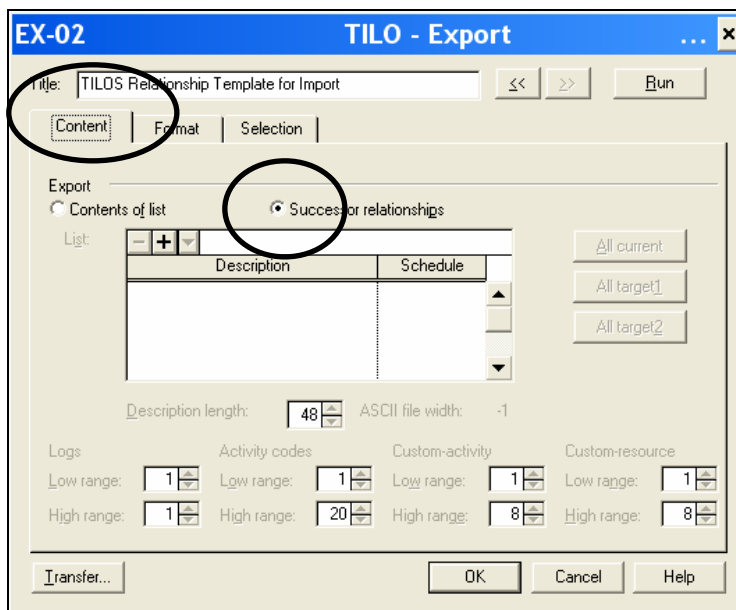 EX-02 TILO - Export ...
Title: TILOS Relationship Template for Import << >> Run
Content Format Selection
Export
Contents of list Successor relationships
List:
Description Schedule
All current
All target1
All target2
Description length: 48 ASCII file width: -1
Logs Activity codes Custom-activity Custom-resource
Low range: 1 Low range: 1 Low range: 1 Low range: 1
High range: 1 High range: 20 High range: 8 High range: 8
Transfer... OK Cancel Help